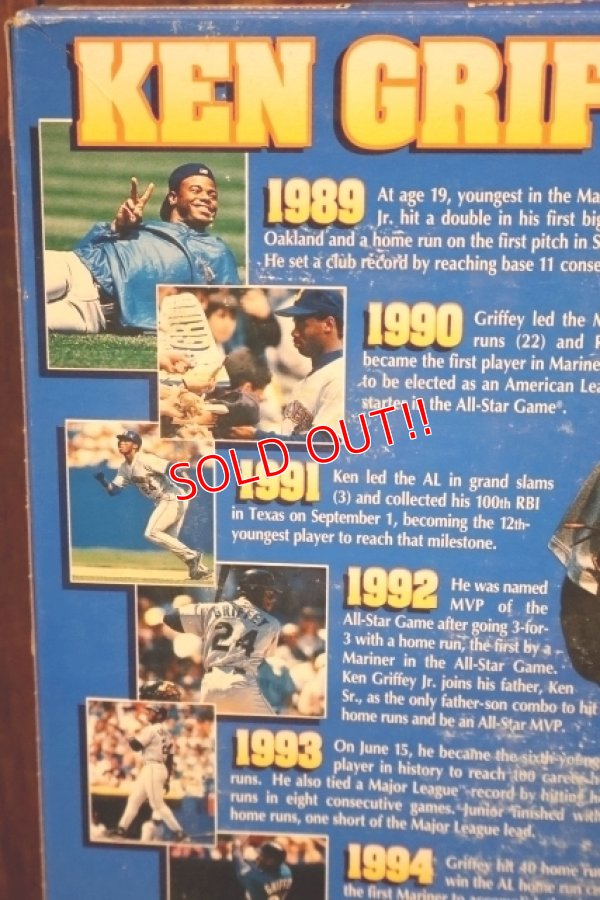 KEN GRIF
1989 At age 19, youngest in the Ma
Jr. hit a double in his first big
Oakland and a home run on the first pitch in S
He set a club record by reaching base 11 conse
1990 Griffey led the M
runs (22) and R
became the first player in Marine
to be elected as an American Lea
starter in the All-Star Game®.
SOLD OUT!!
1991 Ken led the AL in grand slams
(3) and collected his 100th RBI
in Texas on September 1, becoming the 12th-
youngest player to reach that milestone.
1992 He was named
MVP of the
All-Star Game after going 3-for-
3 with a home run, the first by a
Mariner in the All-Star Game.
Ken Griffey Jr. joins his father, Ken
Sr., as the only father-son combo to hit
home runs and be an All-Star MVP.
GRIFFEY
24
1993 On June 15, he became the sixth-youngest
player in history to reach 100 career h
runs. He also tied a Major League record by hitting h
runs in eight consecutive games. Junior finished with
home runs, one short of the Major League lead.
1994 Griffey hit 40 home run
win the AL home run cr
the first Mariner to